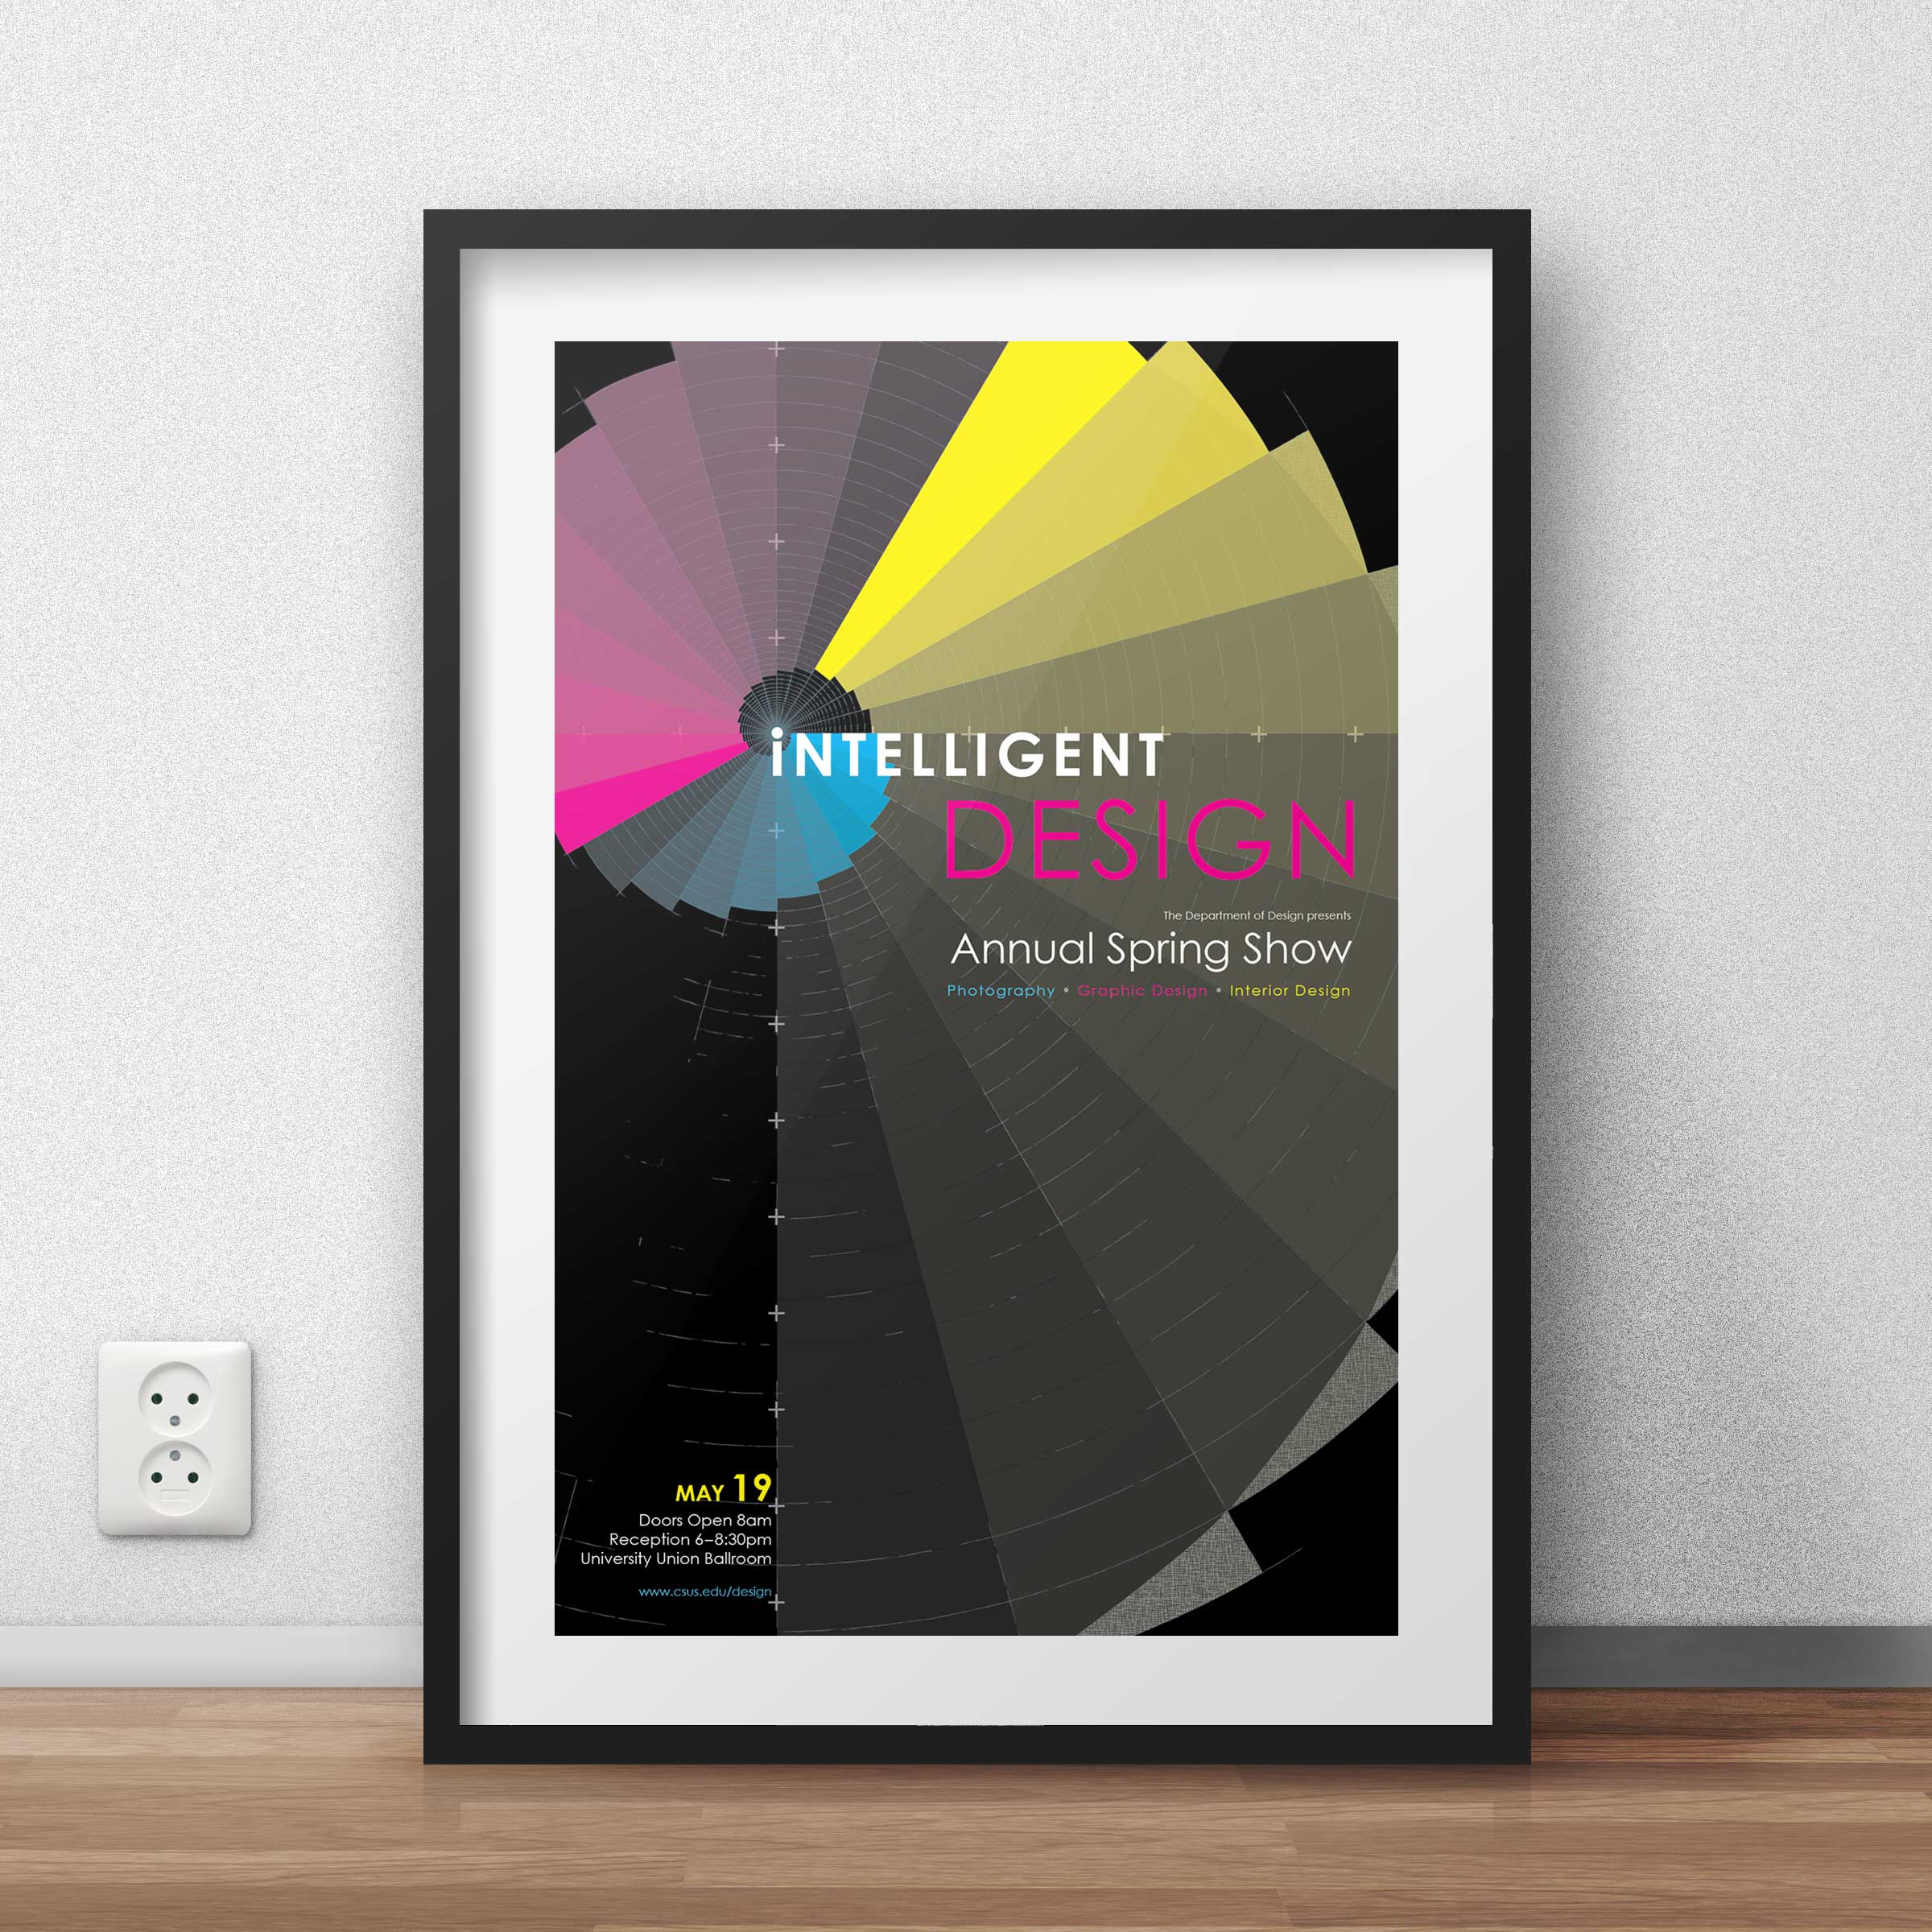 iNTELLIGENT
DESIGN
The Department of Design presents
Annual Spring Show
Photography • Graphic Design • Interior Design
MAY 19
Doors Open 8am
Reception 6–8:30pm
University Union Ballroom
www.csus.edu/design